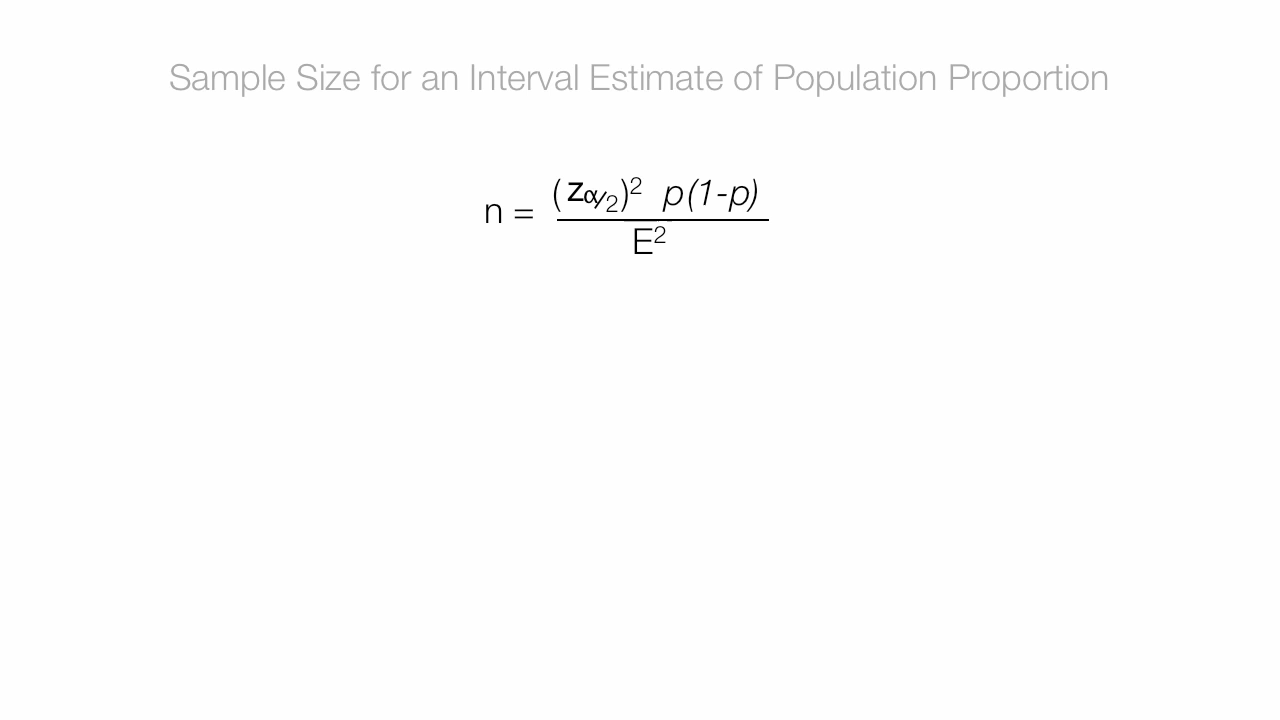 Sample Size for an Interval Estimate of Population Proportion
n = (zα/2)² p(1-p)
E²